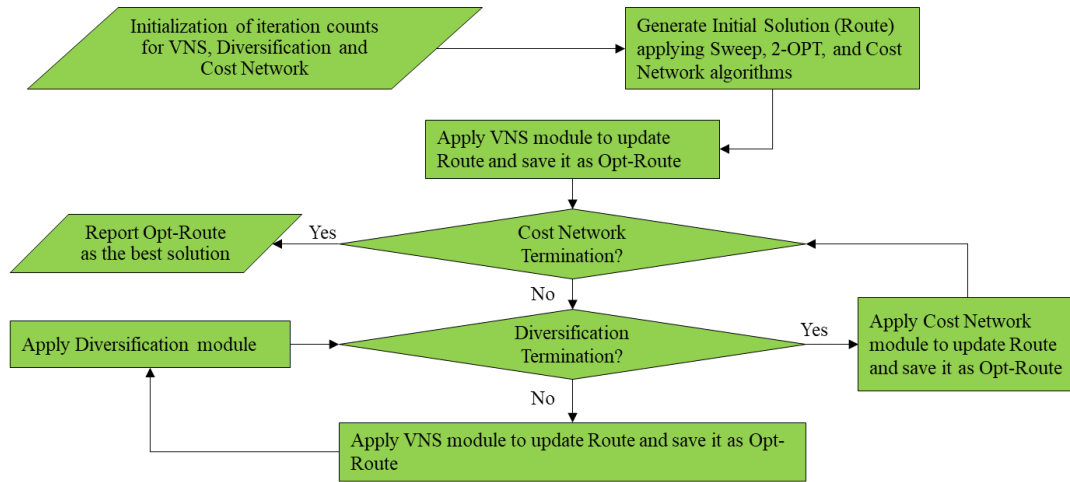 Initialization of iteration counts
for VNS, Diversification and
Cost Network
Generate Initial Solution (Route)
applying Sweep, 2-OPT, and Cost
Network algorithms
Apply VNS module to update
Route and save it as Opt-Route
Report Opt-Route
as the best solution
Yes
Cost Network
Termination?
No
Apply Diversification module
Diversification
Termination?
Yes
Apply Cost Network
module to update Route
and save it as Opt-Route
No
Apply VNS module to update Route and save it as Opt-
Route